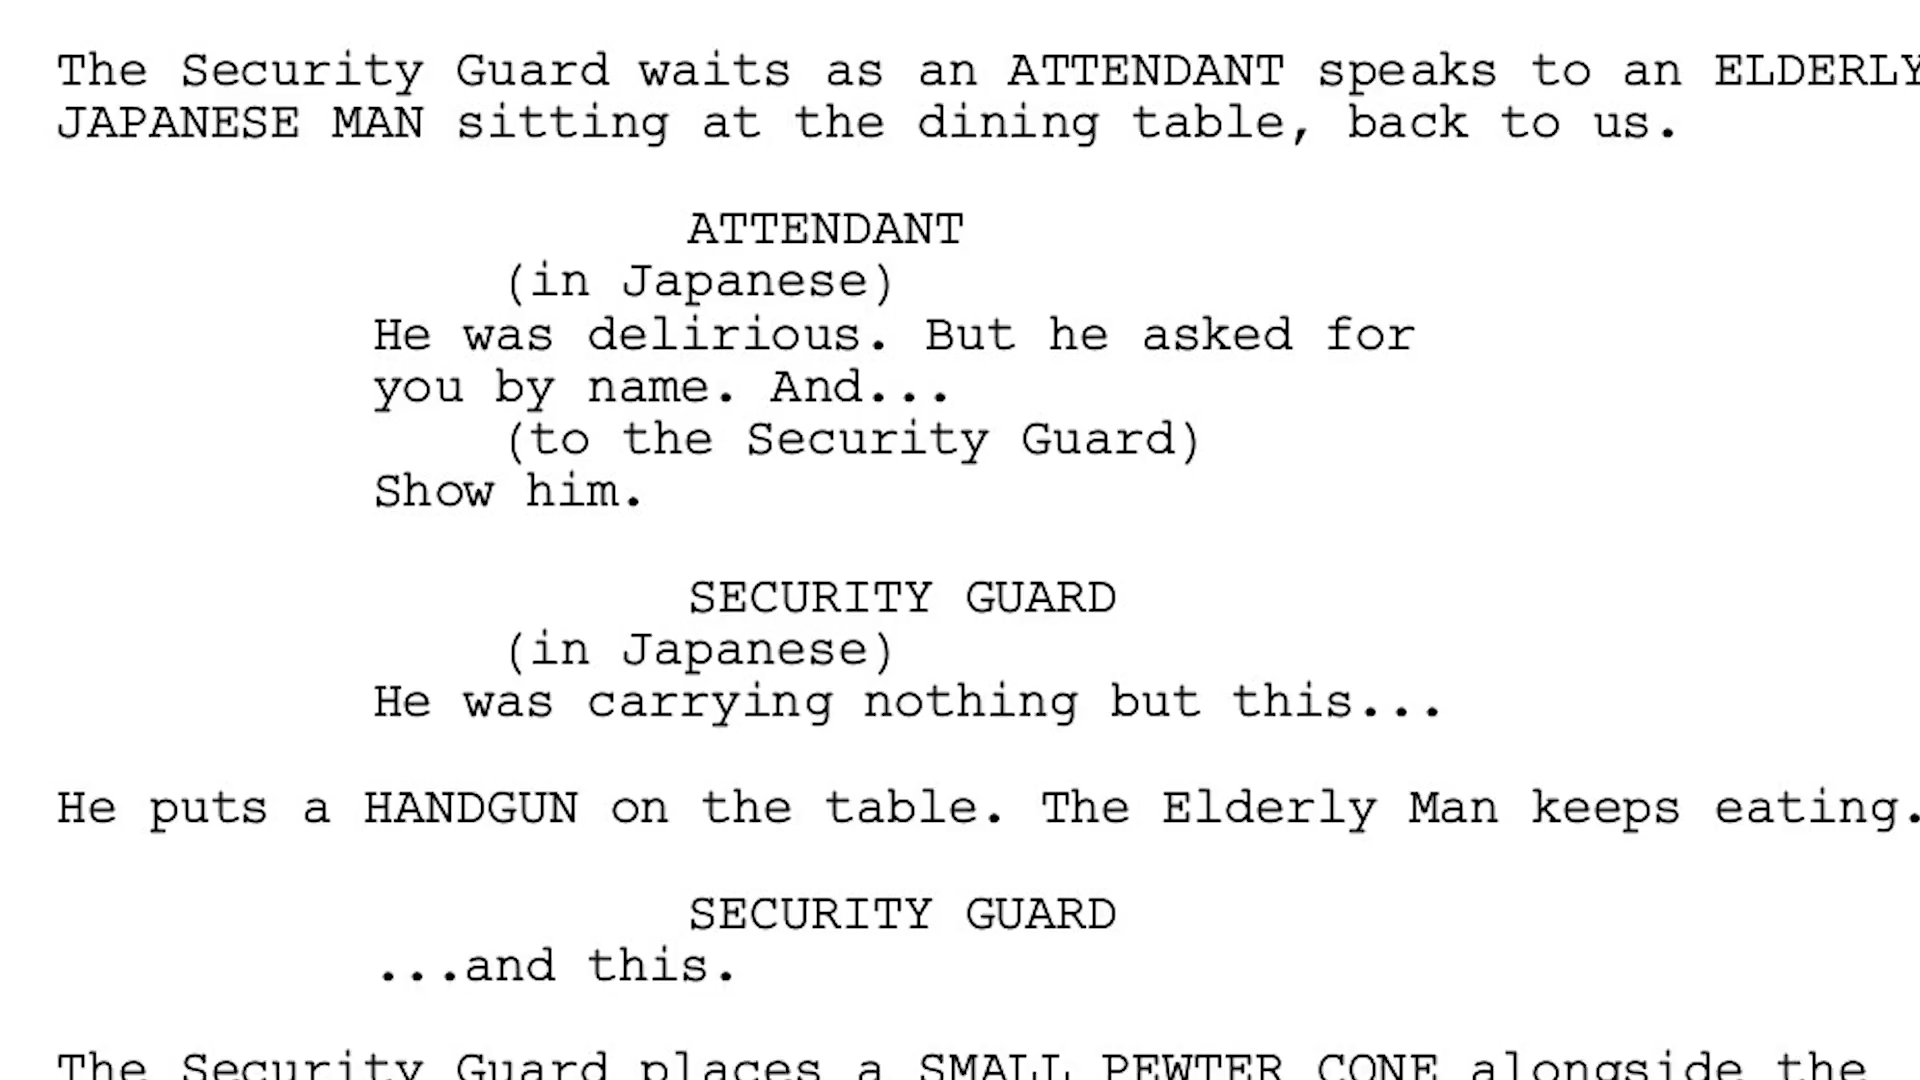 The Security Guard waits as an ATTENDANT speaks to an ELDERLY
JAPANESE MAN sitting at the dining table, back to us.
ATTENDANT
(in Japanese)
He was delirious. But he asked for
you by name. And...
(to the Security Guard)
Show him.
SECURITY GUARD
(in Japanese)
He was carrying nothing but this...
He puts a HANDGUN on the table. The Elderly Man keeps eating.
SECURITY GUARD
...and this.
The Security Guard places a SMALL PEWTER CONE alongside the